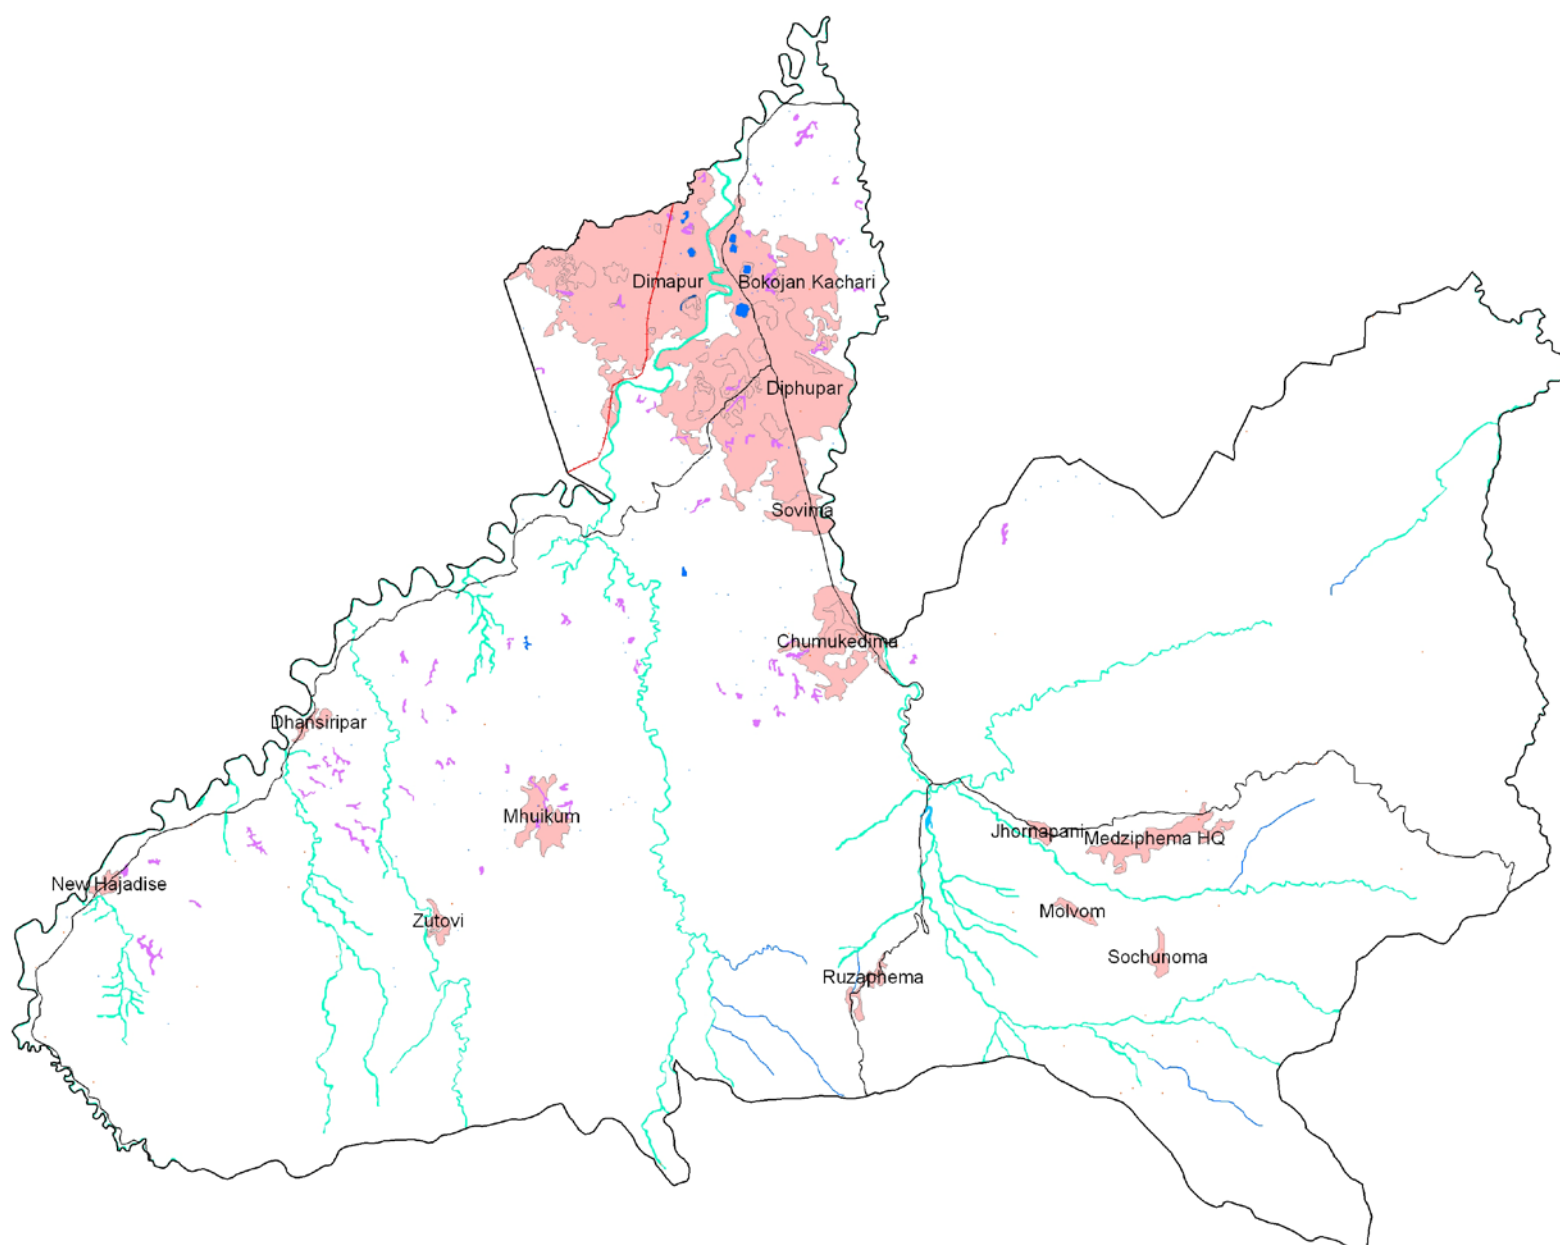 Dimapur
Bokojan Kachari
Diphupar
Sovima
Chumukedima
Dhansiripar
Mhuikum
Jhornapani
Medziphema HQ
New Hajadise
Zutovi
Molvom
Sochunoma
Ruzaphema